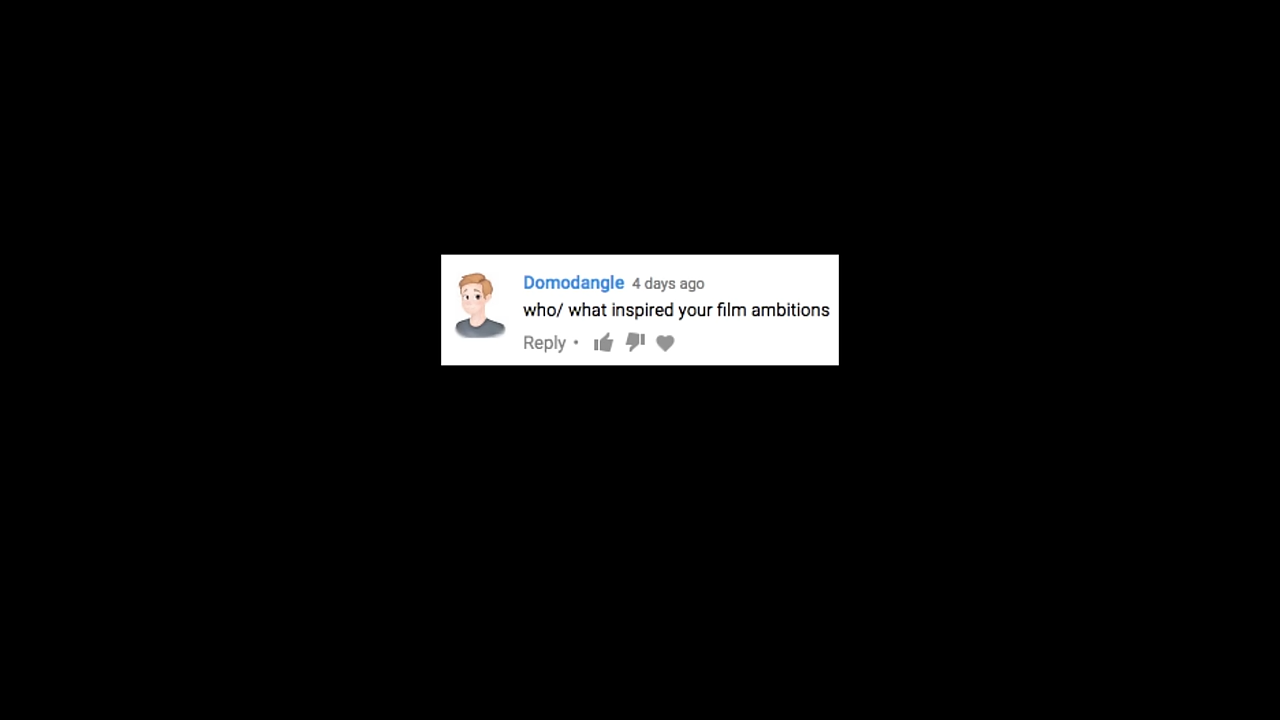 Domodangle 4 days ago
who/ what inspired your film ambitions
Reply •